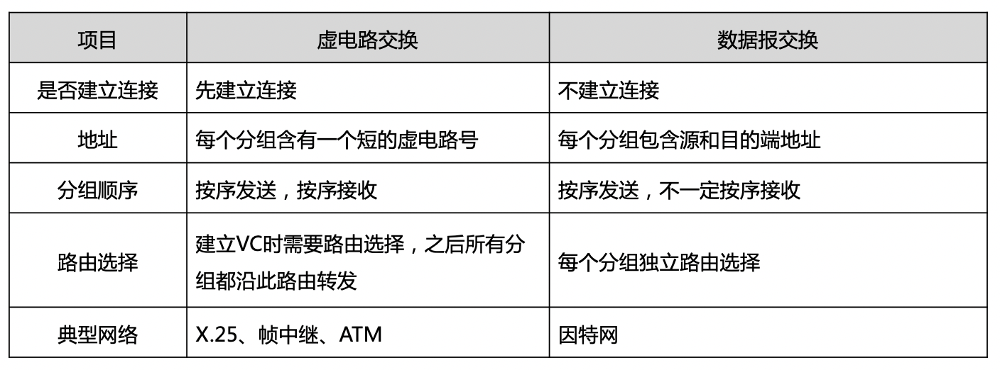 项目 虚电路交换 数据报交换
是否建立连接 先建立连接 不建立连接
地址 每个分组含有一个短的虚电路号 每个分组包含源和目的端地址
分组顺序 按序发送，按序接收 按序发送，不一定按序接收
路由选择 建立VC时需要路由选择，之后所有分
组都沿此路由转发 每个分组独立路由选择
典型网络 X.25、帧中继、ATM 因特网